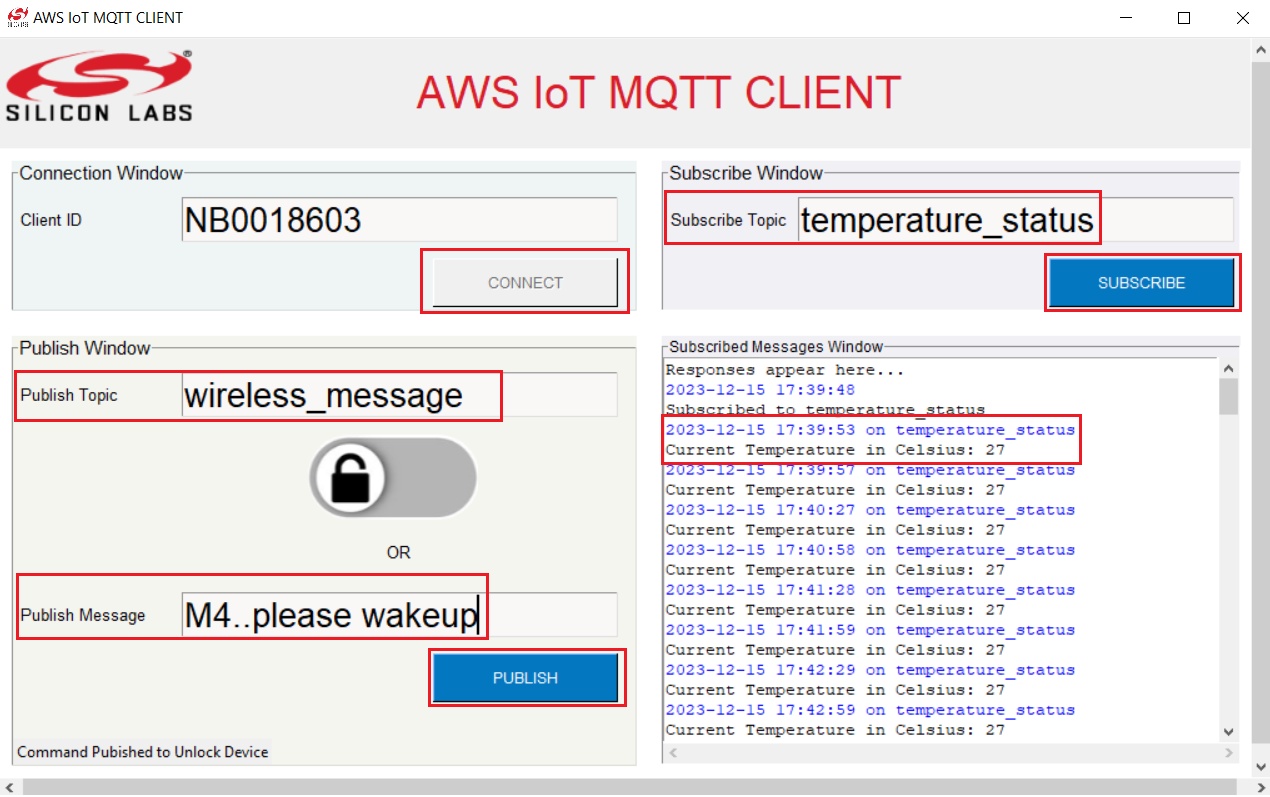 AWS IoT MQTT CLIENT
SILICON LABS®
AWS IoT MQTT CLIENT
Connection Window
Client ID NB0018603
CONNECT
Subscribe Window
Subscribe Topic temperature_status
SUBSCRIBE
Publish Window
Publish Topic wireless_message
OR
Publish Message M4..please wakeup
PUBLISH
Command Pubished to Unlock Device
Subscribed Messages Window
Responses appear here...
2023-12-15 17:39:48
Subscribed to temperature_status
2023-12-15 17:39:53 on temperature_status
Current Temperature in Celsius: 27
2023-12-15 17:39:57 on temperature_status
Current Temperature in Celsius: 27
2023-12-15 17:40:27 on temperature_status
Current Temperature in Celsius: 27
2023-12-15 17:40:58 on temperature_status
Current Temperature in Celsius: 27
2023-12-15 17:41:28 on temperature_status
Current Temperature in Celsius: 27
2023-12-15 17:41:59 on temperature_status
Current Temperature in Celsius: 27
2023-12-15 17:42:29 on temperature_status
Current Temperature in Celsius: 27
2023-12-15 17:42:59 on temperature_status
Current Temperature in Celsius: 27